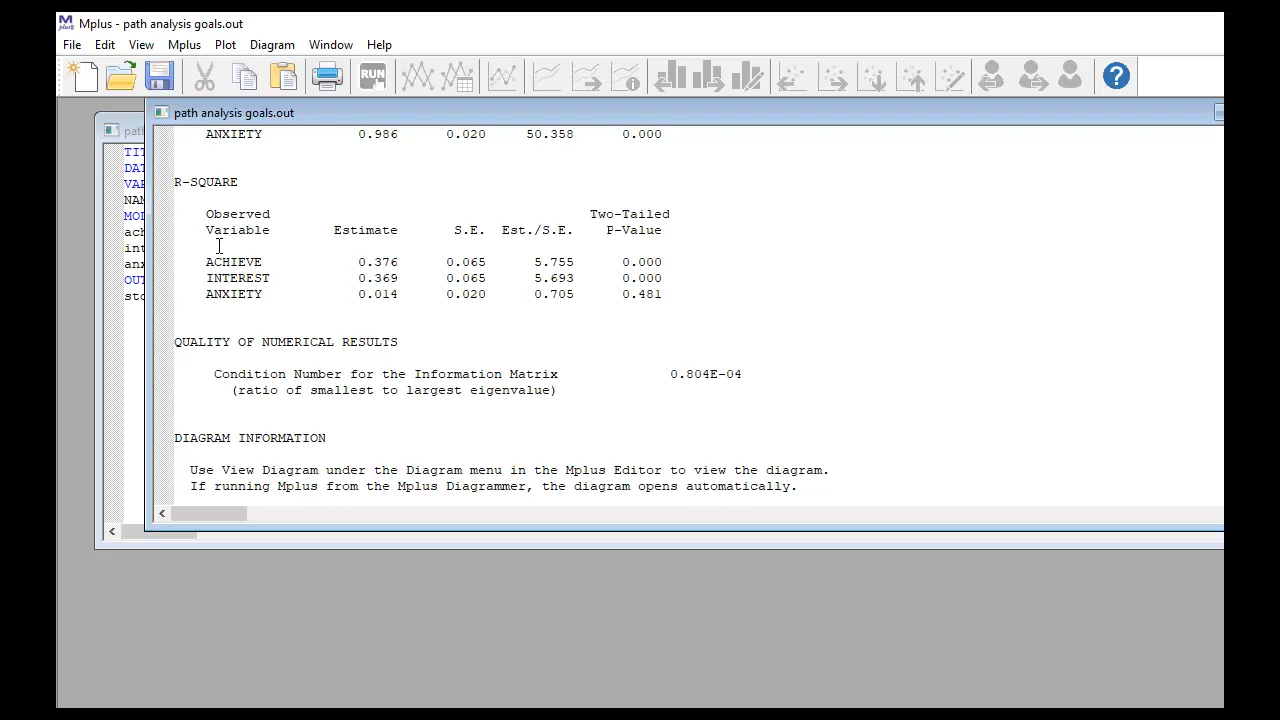 Mplus - path analysis goals.out
File Edit View Mplus Plot Diagram Window Help
RUN
path analysis goals.out
ANXIETY 0.986 0.020 50.358 0.000
R-SQUARE
Observed Two-Tailed
Variable Estimate S.E. Est./S.E. P-Value
ACHIEVE 0.376 0.065 5.755 0.000
INTEREST 0.369 0.065 5.693 0.000
ANXIETY 0.014 0.020 0.705 0.481
QUALITY OF NUMERICAL RESULTS
Condition Number for the Information Matrix 0.804E-04
(ratio of smallest to largest eigenvalue)
DIAGRAM INFORMATION
Use View Diagram under the Diagram menu in the Mplus Editor to view the diagram.
If running Mplus from the Mplus Diagrammer, the diagram opens automatically.